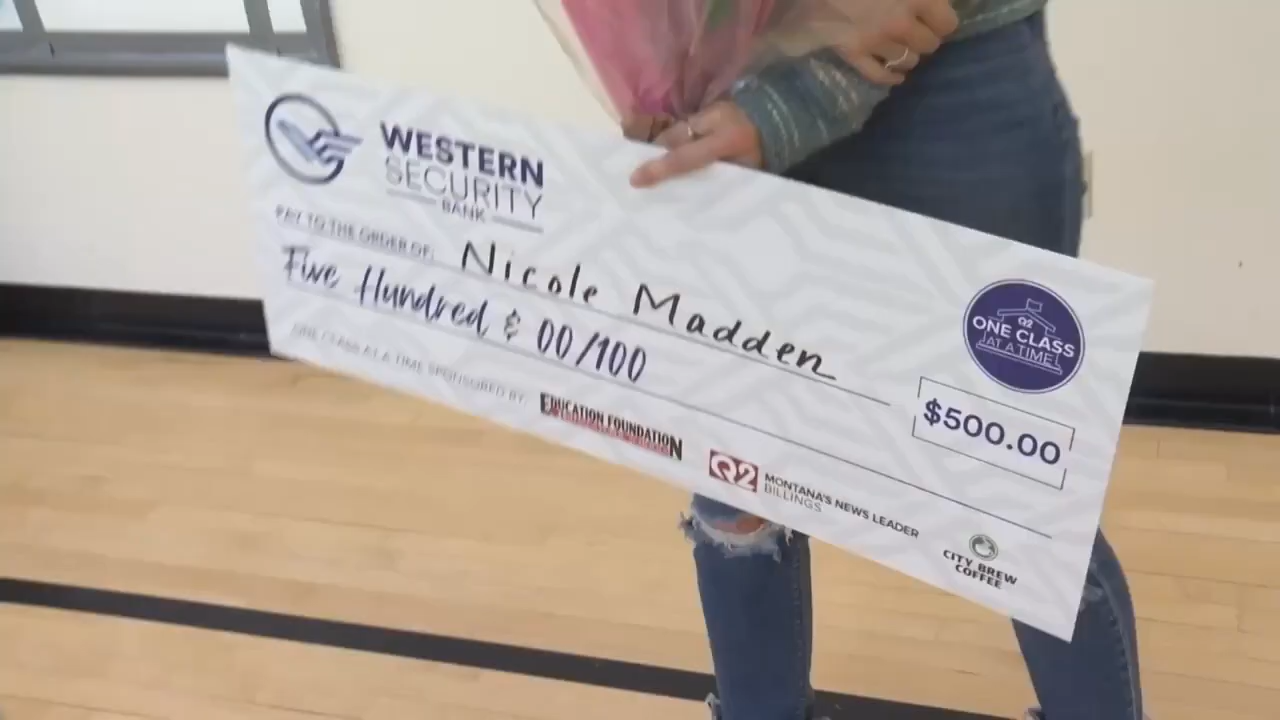 WESTERN
SECURITY
BANK
PAY TO THE ORDER OF: Nicole Madden
Five Hundred & 00/100
Q2
ONE CLASS
AT A TIME
$500.00
ONE CLASS AT A TIME SPONSORED BY:
EDUCATION FOUNDATION
Q2 MONTANA'S NEWS LEADER
BILLINGS
CITY BREW
COFFEE